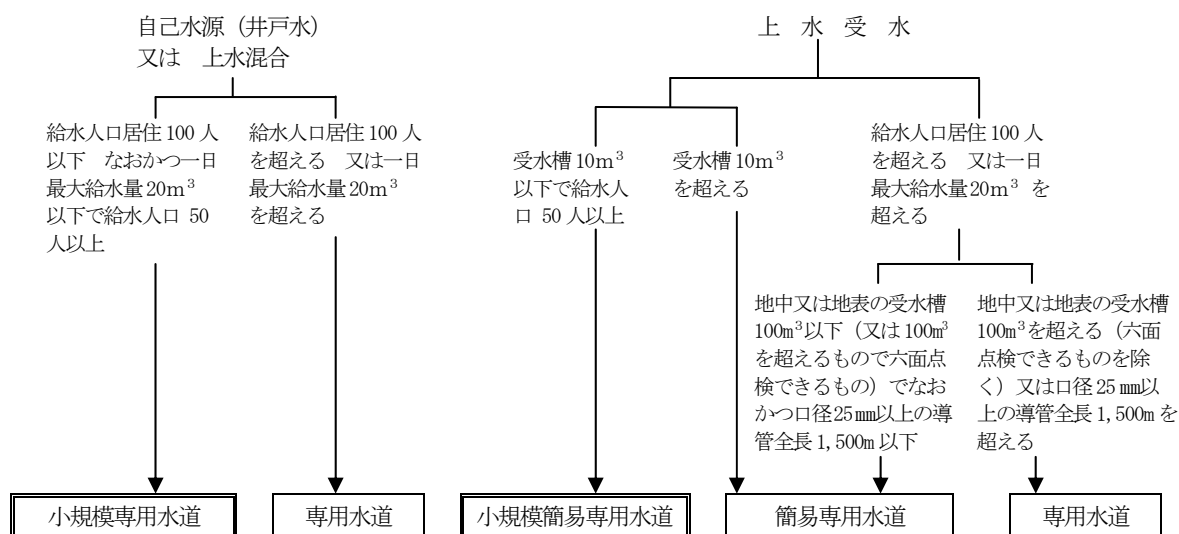 自己水源（井戸水）
又は　上水混合
上　水　受　水
給水人口居住 100 人
以下　なおかつ一日
最大給水量 20m³
以下で給水人口 50
人以上
給水人口居住 100 人
を超える　又は一日
最大給水量 20m³
を超える
受水槽 10m³
以下で給水人
口 50 人以上
受水槽 10m³
を超える
給水人口居住 100 人
を超える　又は一日
最大給水量20m³ を
超える
地中又は地表の受水槽
100m³以下（又は 100m³
を超えるもので六面点
検できるもの）でなお
かつ口径25㎜以上の導
管全長 1,500m 以下
地中又は地表の受水槽
100m³を超える（六面
点検できるものを除
く）又は口径 25 ㎜以
上の導管全長 1,500m を
超える
小規模専用水道
専用水道
小規模簡易専用水道
簡易専用水道
専用水道